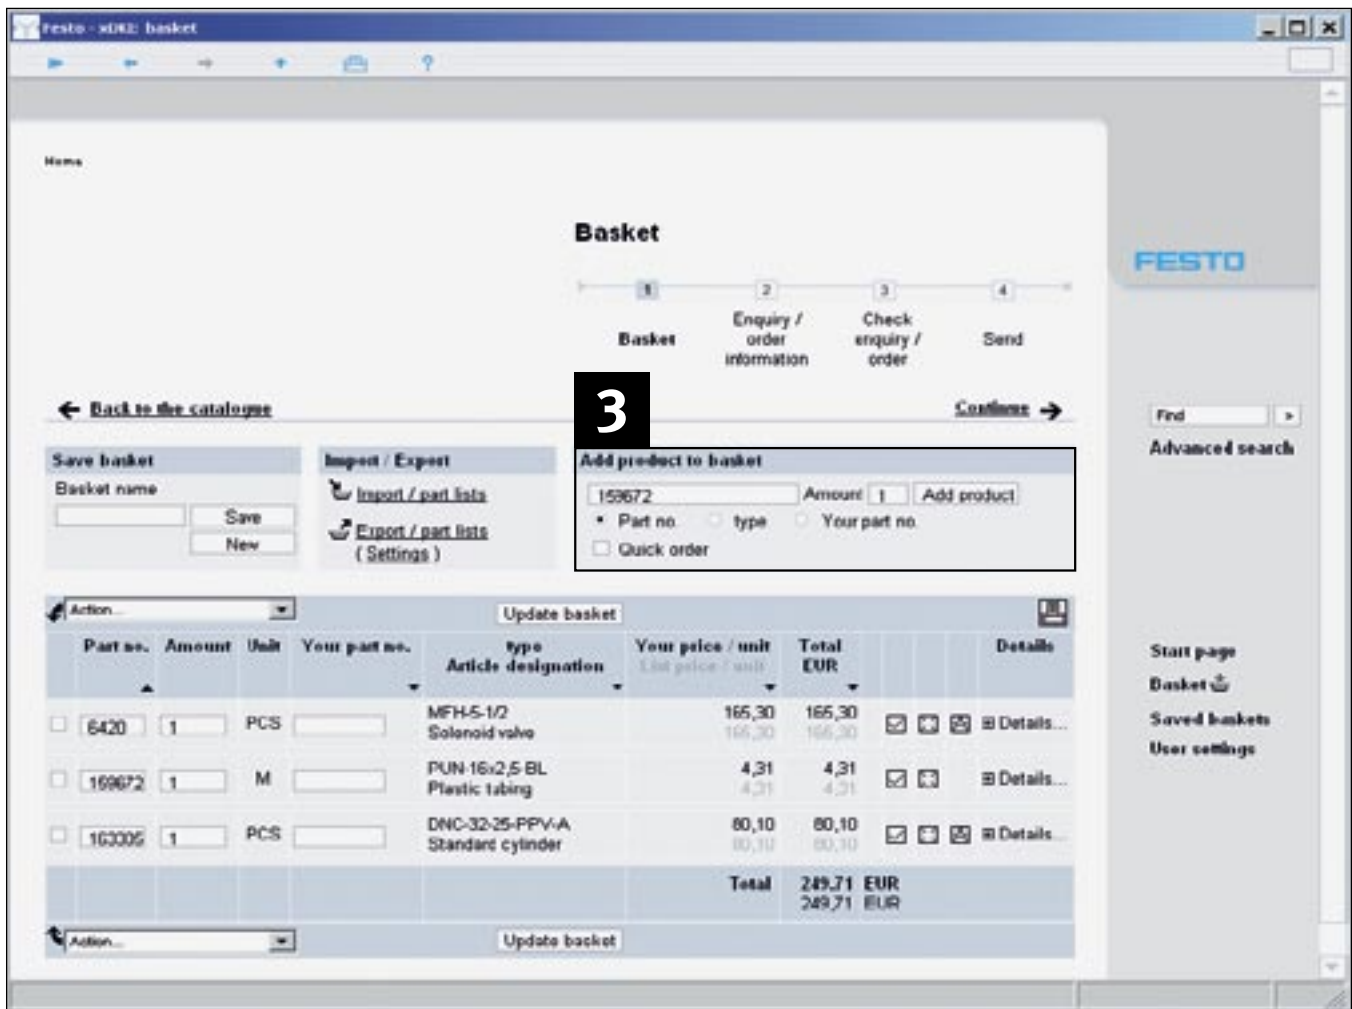 Festo - xDKI: basket
?
Home
Basket
FESTO
1 2 3 4
Basket
Enquiry / order information
Check enquiry / order
Send
3
Back to the catalogue
Continue
Find
Advanced search
Save basket
Basket name
Save
New
Import / Export
Import / part lists
Export / part lists
( Settings )
Add product to basket
159672 Amount 1 Add product
Part no. type Your part no.
Quick order
Action... Update basket
Part no. Amount Unit Your part no. type Your price / unit Total Details
Article designation List price / unit EUR
6420 1 PCS MFH-5-1/2 165,30 165,30 Details...
Solenoid valve 165,30 165,30
159672 1 M PUN-16x2,5-BL 4,31 4,31 Details...
Plastic tubing 4,31 4,31
163305 1 PCS DNC-32-25-PPV-A 80,10 80,10 Details...
Standard cylinder 80,10 80,10
Total 249,71 EUR
249,71 EUR
Action... Update basket
Start page
Basket
Saved baskets
User settings